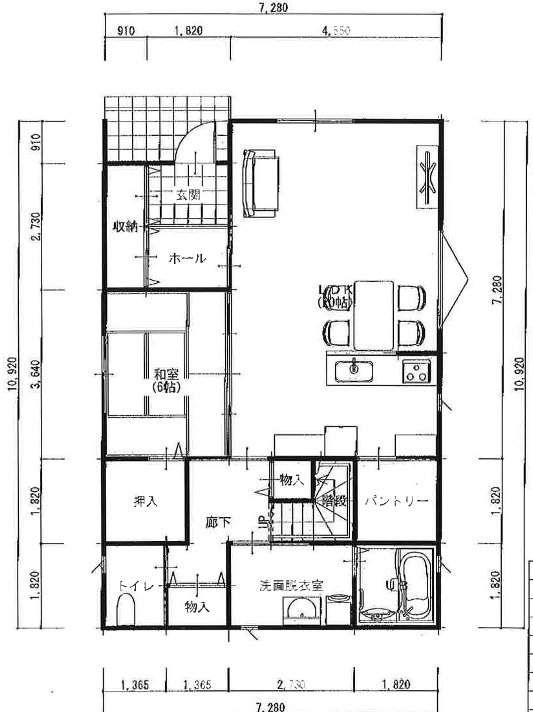 7,280
910
1,820
4,550
910
2,730
3,640
10,920
1,820
1,820
7,280
10,920
1,820
1,820
玄関
収納
ホール
LDK
(20帖)
和室
(6帖)
物入
階段
パントリー
押入
廊下
UP
トイレ
物入
洗面脱衣室
1,365
1,365
2,730
1,820
7,280